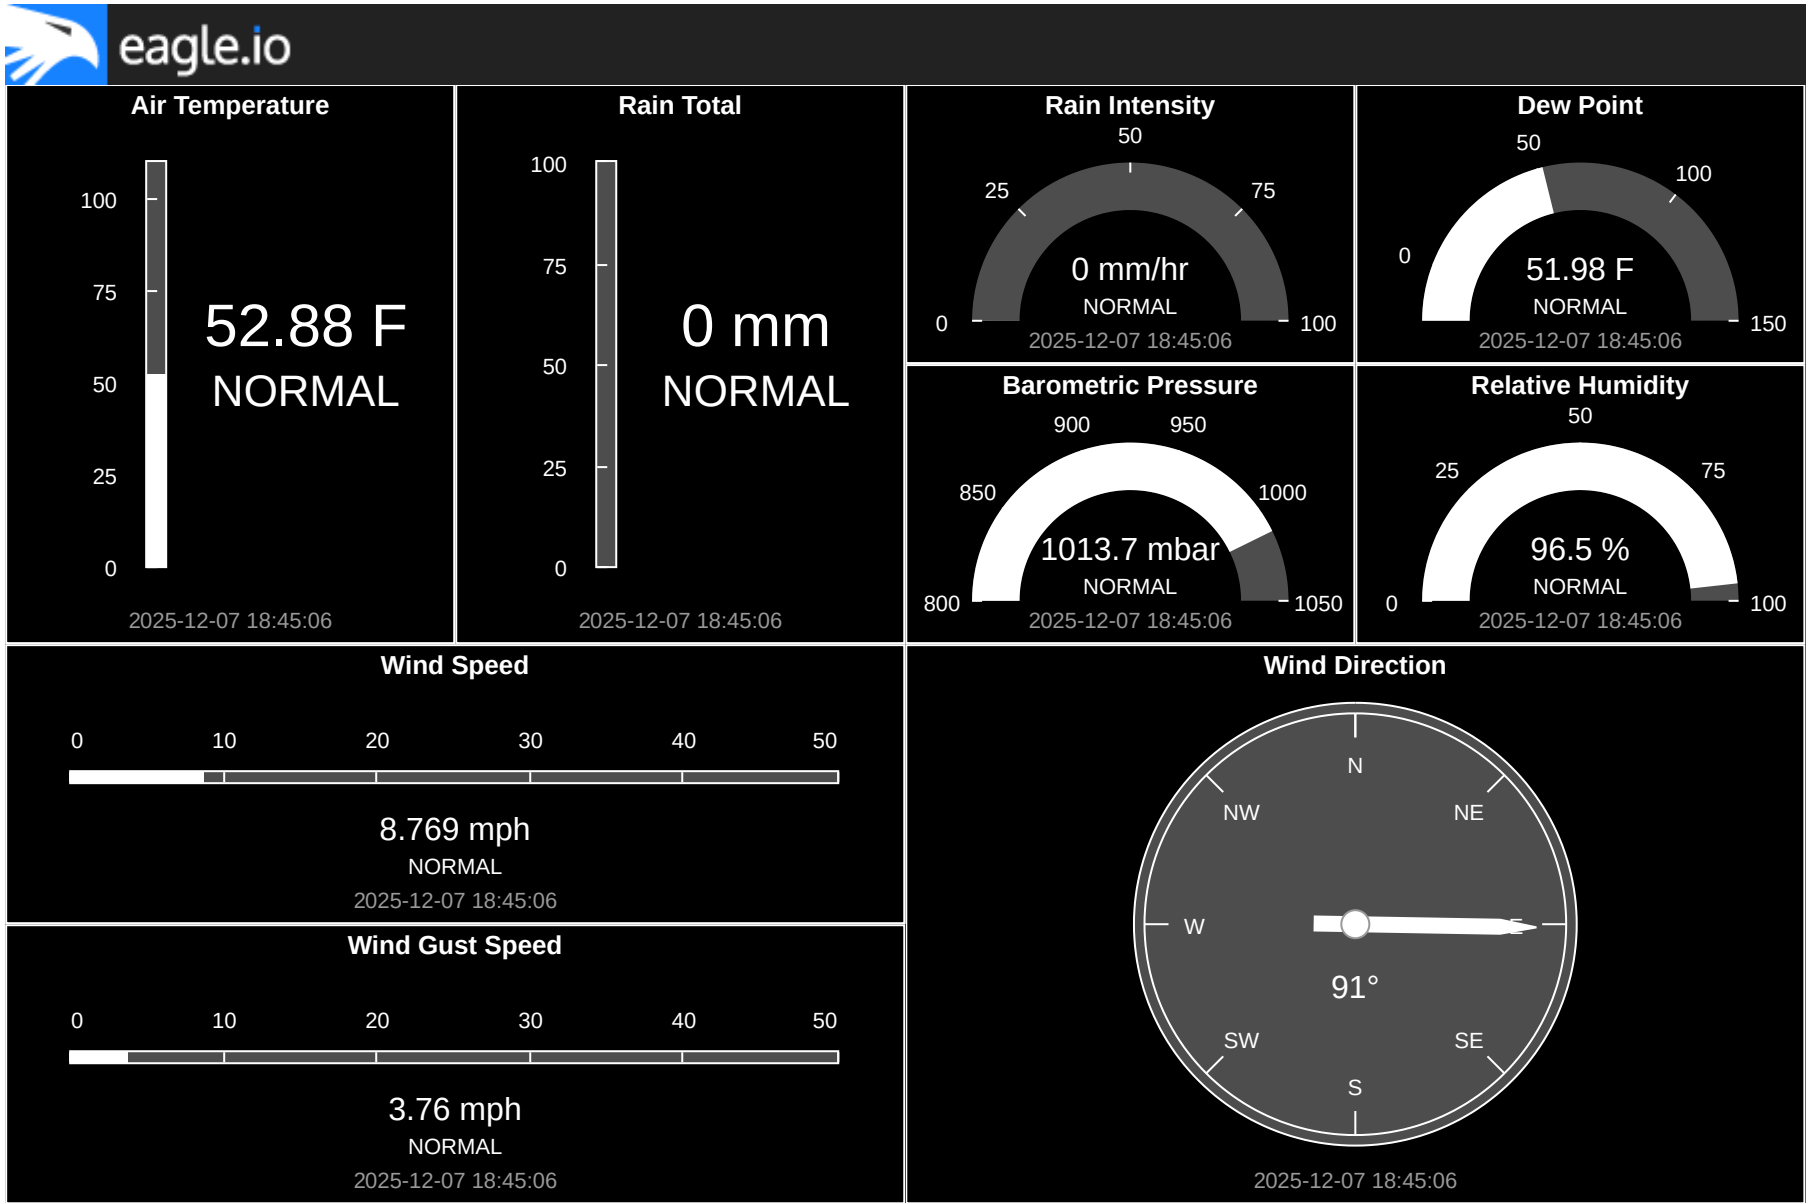 eagle.io
Air Temperature
100
75
50
25
0
52.88 F
NORMAL
2025-12-07 18:45:06
Rain Total
100
75
50
25
0
0 mm
NORMAL
2025-12-07 18:45:06
Rain Intensity
0
25
50
75
100
0 mm/hr
NORMAL
2025-12-07 18:45:06
Dew Point
0
50
100
150
51.98 F
NORMAL
2025-12-07 18:45:06
Barometric Pressure
800
850
900
950
1000
1050
1013.7 mbar
NORMAL
2025-12-07 18:45:06
Relative Humidity
0
25
50
75
100
96.5 %
NORMAL
2025-12-07 18:45:06
Wind Speed
0 10 20 30 40 50
8.769 mph
NORMAL
2025-12-07 18:45:06
Wind Gust Speed
0 10 20 30 40 50
3.76 mph
NORMAL
2025-12-07 18:45:06
Wind Direction
N
NW NE
W E
91°
SW SE
S
2025-12-07 18:45:06